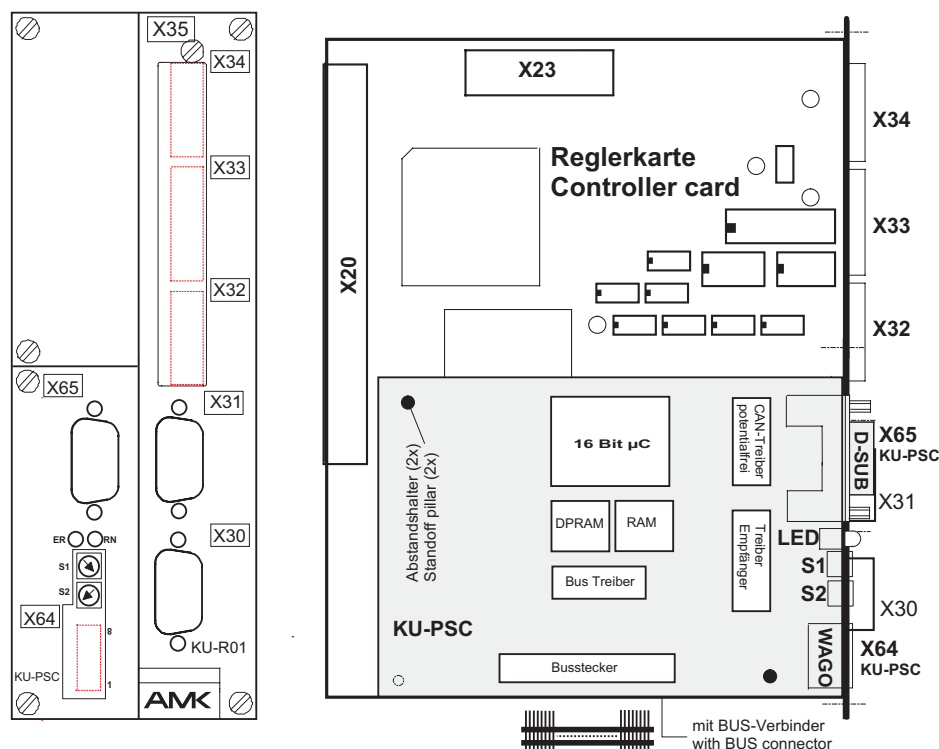 X35
X34
X33
X32
X65
X31
ER
RN
S1
S2
X30
X64
8
KU-PSC
1
KU-R01
AMK
X23
X20
Reglerkarte
Controller card
X34
X33
X32
Abstandshalter (2x)
Standoff pillar (2x)
16 Bit µC
CAN-Treiber
potentialfrei
DPRAM
RAM
Treiber
Empfänger
Bus Treiber
KU-PSC
Busstecker
D-SUB
X65
KU-PSC
X31
LED
S1
S2
X30
WAGO
X64
KU-PSC
mit BUS-Verbinder
with BUS connector